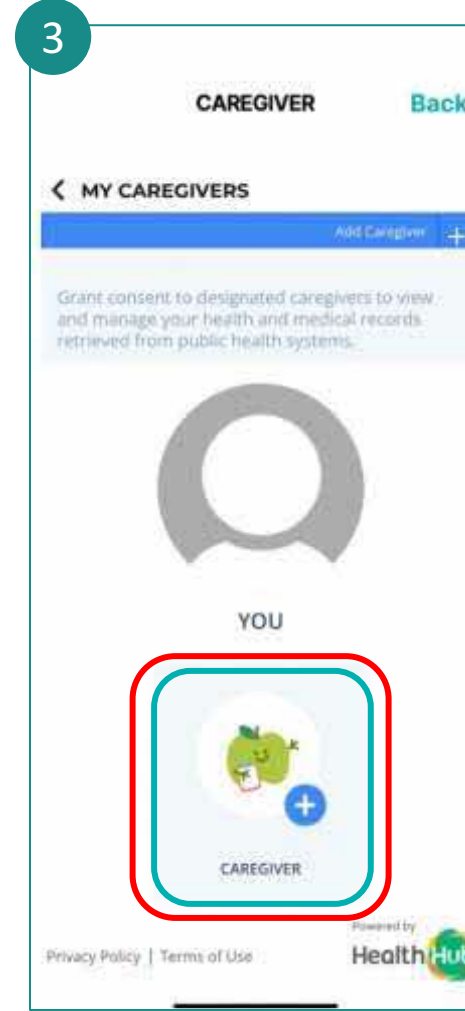 3
CAREGIVER Back
MY CAREGIVERS
Add Caregiver +
Grant consent to designated caregivers to view
and manage your health and medical records
retrieved from public health systems.
YOU
CAREGIVER
Powered by
Privacy Policy | Terms of Use HealthHub